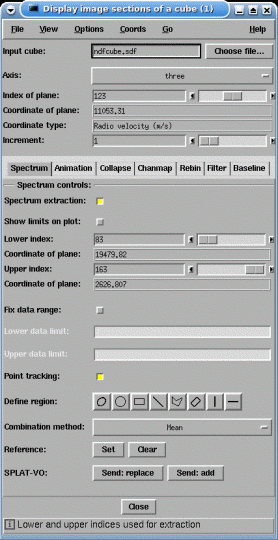 Display image sections of a cube (1)
File View Options Coords Go Help
Input cube: ndfcube.sdf Choose file...
Axis: three
Index of plane: 123
Coordinate of plane: 11053.31
Coordinate type: Radio velocity (m/s)
Increment: 1
Spectrum Animation Collapse Chanmap Rebin Filter Baseline
Spectrum controls:
Spectrum extraction:
Show limits on plot:
Lower index: 83
Coordinate of plane: 19479.82
Upper index: 163
Coordinate of plane: 2626.807
Fix data range:
Lower data limit:
Upper data limit:
Point tracking:
Define region:
Combination method: Mean
Reference: Set Clear
SPLAT-VO: Send: replace Send: add
Close
Lower and upper indices used for extraction